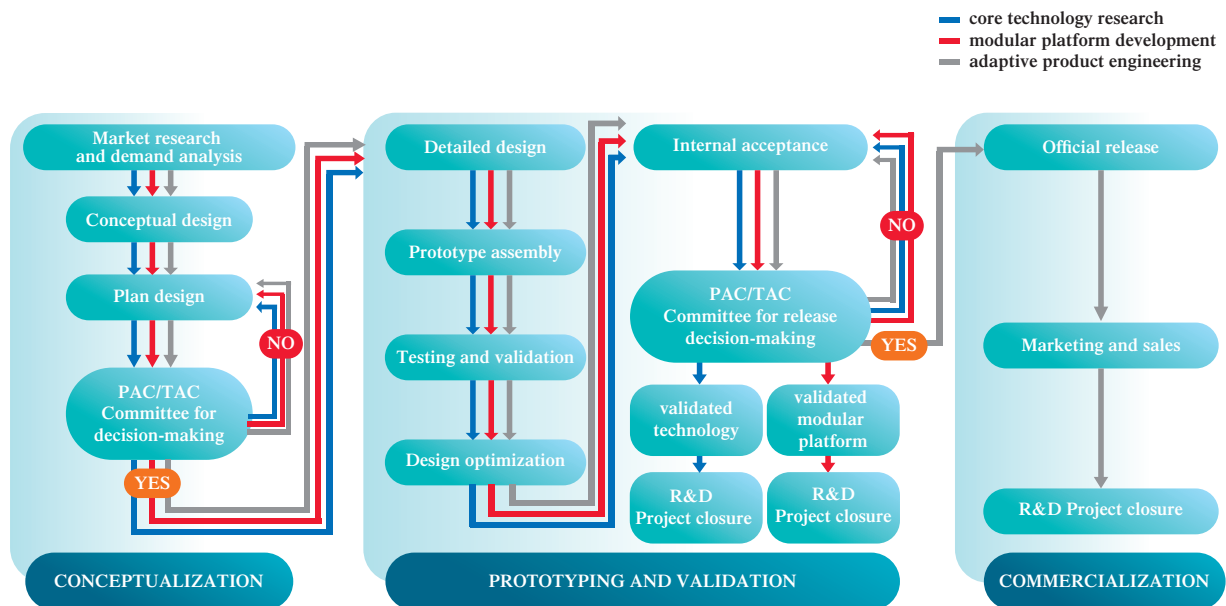 core technology research
modular platform development
adaptive product engineering
Market research
and demand analysis
Conceptual design
Plan design
NO
PAC/TAC
Committee for
decision-making
YES
CONCEPTUALIZATION
Detailed design
Prototype assembly
Testing and validation
Design optimization
Internal acceptance
NO
PAC/TAC
Committee for release
decision-making
YES
validated
technology
validated
modular
platform
R&D
Project closure
R&D
Project closure
PROTOTYPING AND VALIDATION
Official release
Marketing and sales
R&D Project closure
COMMERCIALIZATION